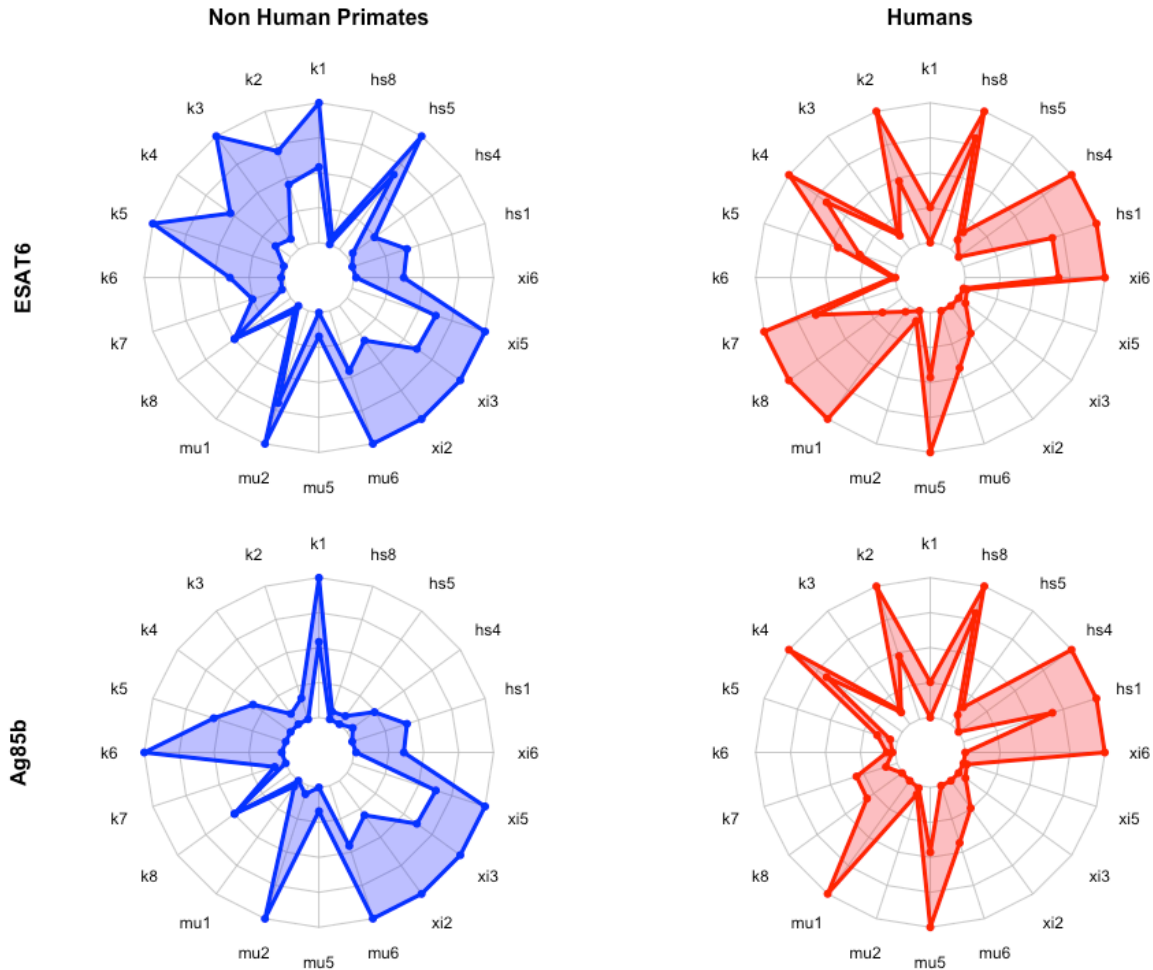 Non Human Primates
Humans
ESAT6
k1
k2
k3
k4
k5
k6
k7
k8
mu1
mu2
mu5
mu6
xi2
xi3
xi5
xi6
hs1
hs4
hs5
hs8
k1
k2
k3
k4
k5
k6
k7
k8
mu1
mu2
mu5
mu6
xi2
xi3
xi5
xi6
hs1
hs4
hs5
hs8
Ag85b
k1
k2
k3
k4
k5
k6
k7
k8
mu1
mu2
mu5
mu6
xi2
xi3
xi5
xi6
hs1
hs4
hs5
hs8
k1
k2
k3
k4
k5
k6
k7
k8
mu1
mu2
mu5
mu6
xi2
xi3
xi5
xi6
hs1
hs4
hs5
hs8